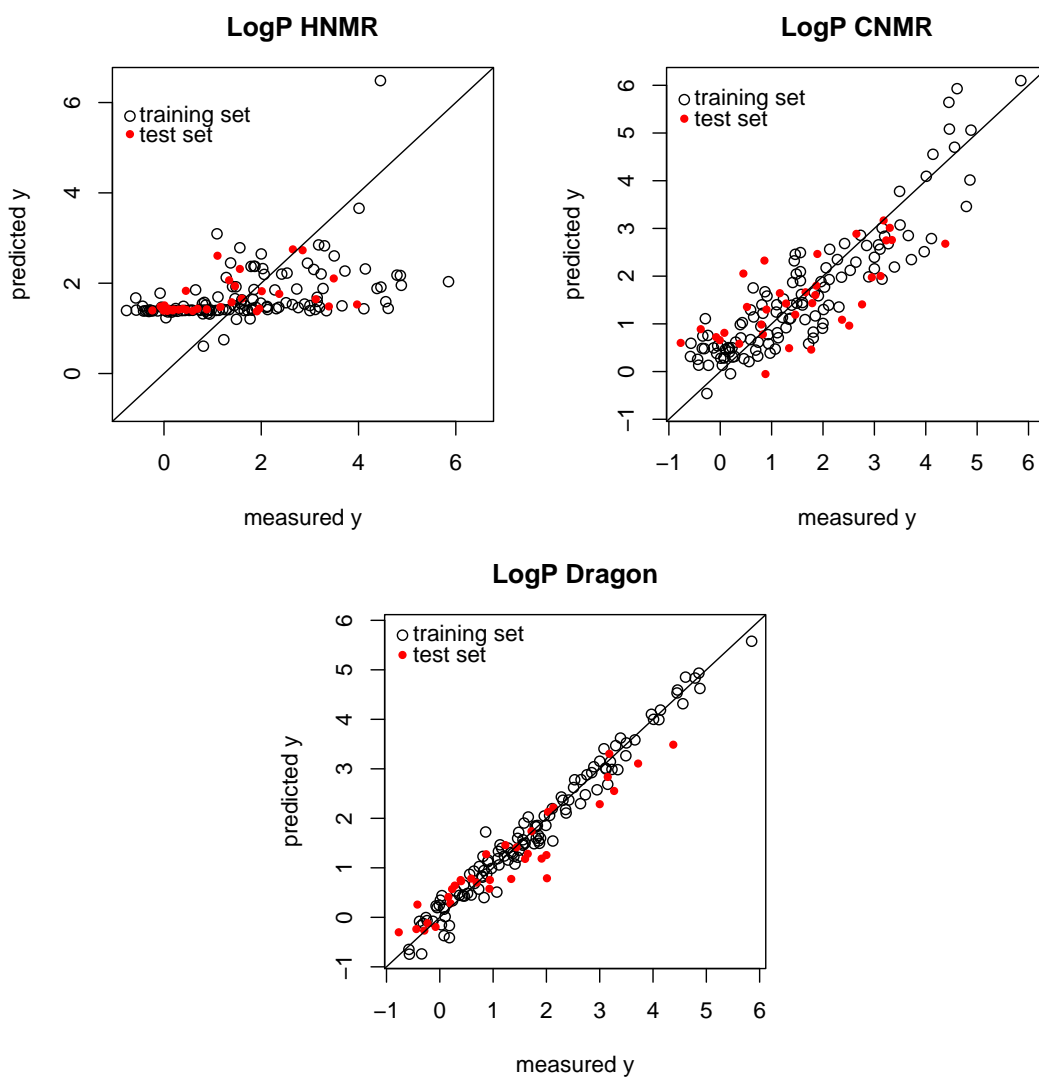 LogP HNMR
training set
test set
predicted y
0 2 4 6
0 2 4 6
measured y
LogP CNMR
training set
test set
predicted y
−1 0 1 2 3 4 5 6
−1 0 1 2 3 4 5 6
measured y
LogP Dragon
training set
test set
predicted y
−1 0 1 2 3 4 5 6
−1 0 1 2 3 4 5 6
measured y